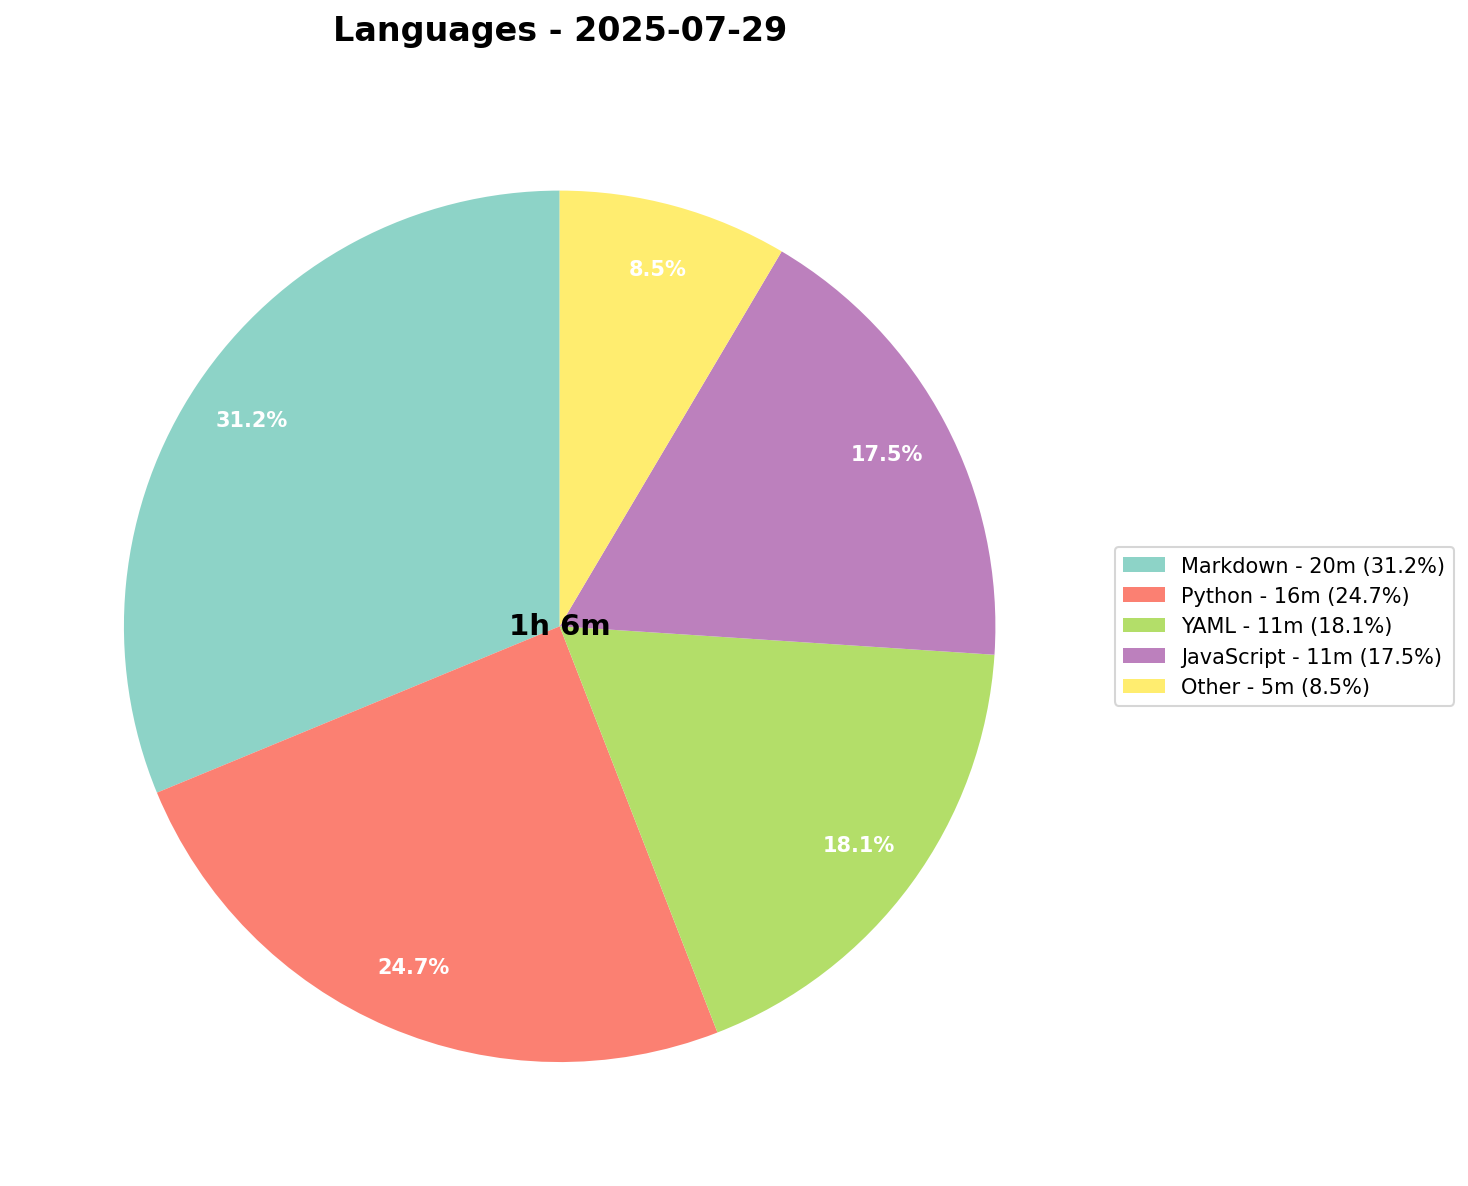 Languages - 2025-07-29
8.5%
31.2%
17.5%
1h 6m
18.1%
24.7%
Markdown - 20m (31.2%)
Python - 16m (24.7%)
YAML - 11m (18.1%)
JavaScript - 11m (17.5%)
Other - 5m (8.5%)